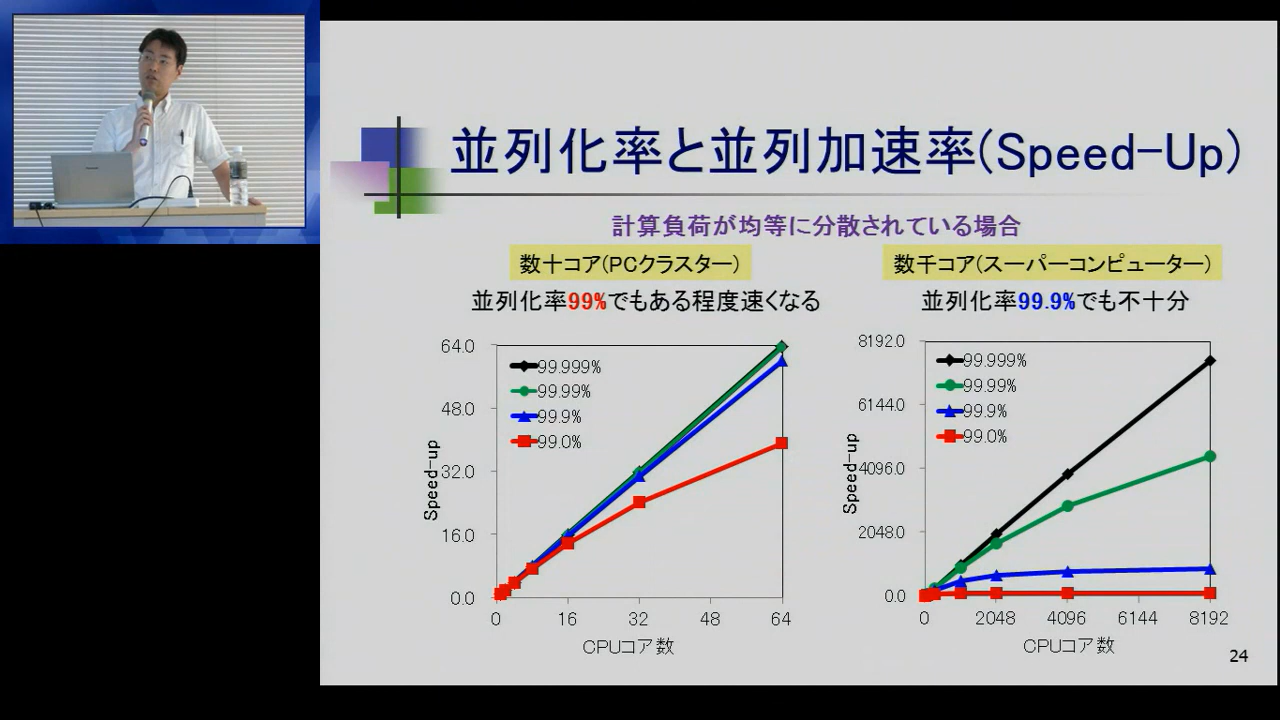 並列化率と並列加速率(Speed-Up)
計算負荷が均等に分散されている場合
数十コア(PCクラスター)
並列化率99%でもある程度速くなる
64.0
48.0
32.0
16.0
0.0
Speed-up
99.999%
99.99%
99.9%
99.0%
0
16
32
48
64
CPUコア数
数千コア(スーパーコンピューター)
並列化率99.9%でも不十分
8192.0
6144.0
4096.0
2048.0
0.0
Speed-up
99.999%
99.99%
99.9%
99.0%
0
2048
4096
6144
8192
CPUコア数
24